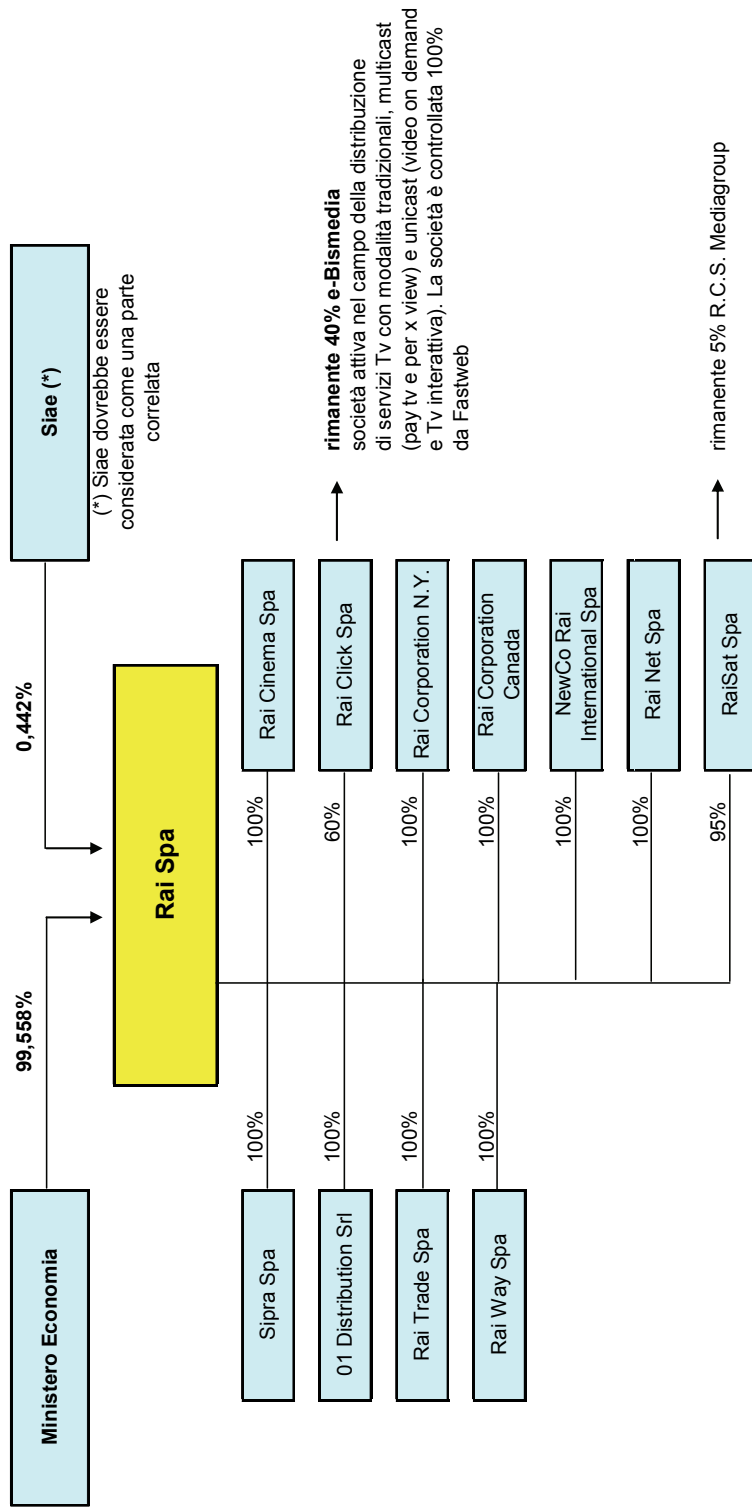 Ministero Economia
Siae (*)
(*) Siae dovrebbe essere
considerata come una parte
correlata
99,558%
0,442%
Rai Spa
Sipra Spa
100%
01 Distribution Srl
100%
Rai Trade Spa
100%
Rai Way Spa
100%
100%
Rai Cinema Spa
60%
Rai Click Spa
100%
Rai Corporation N.Y.
100%
Rai Corporation
Canada
100%
NewCo Rai
International Spa
100%
Rai Net Spa
95%
RaiSat Spa
rimanente 40% e-Bismedia
società attiva nel campo della distribuzione
di servizi Tv con modalità tradizionali, multicast
(pay tv e per x view) e unicast (video on demand
e Tv interattiva). La società è controllata 100%
da Fastweb
rimanente 5% R.C.S. Mediagroup